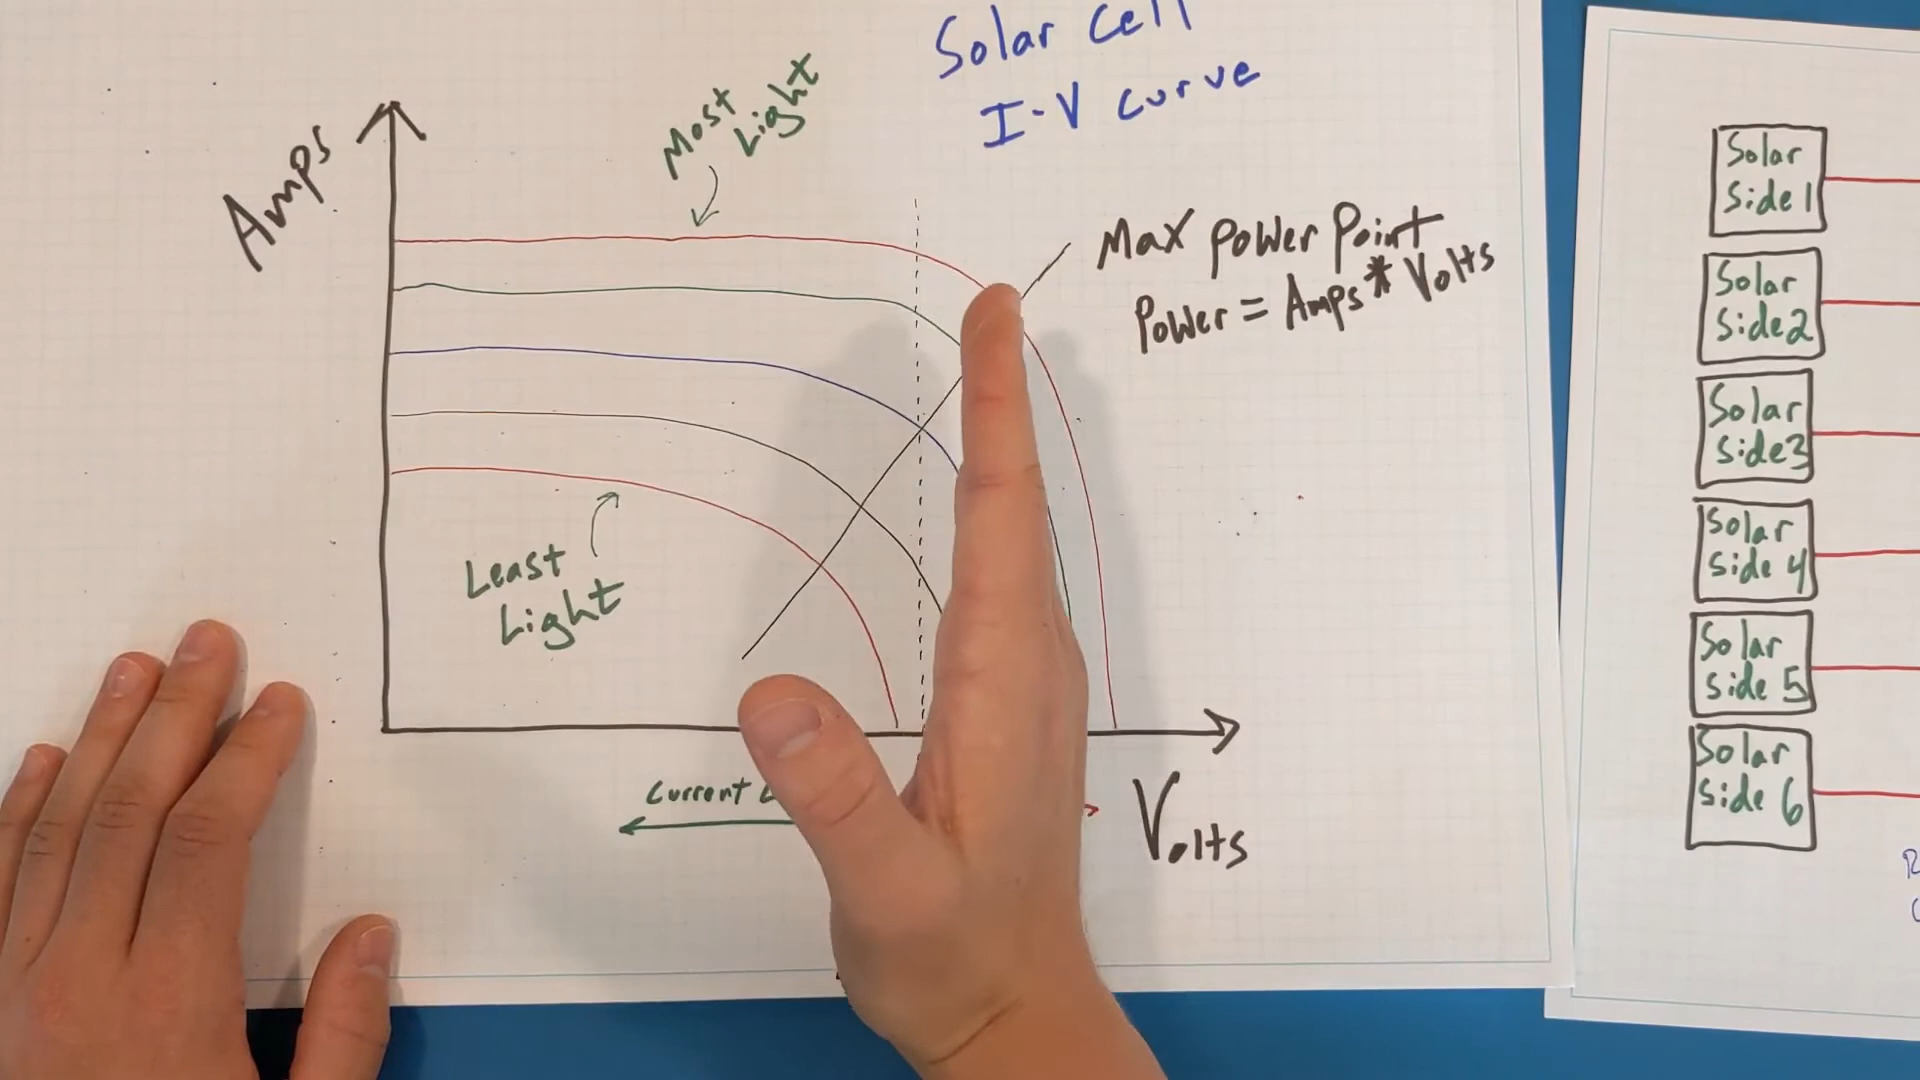 Solar Cell
I-V curve
Amps
Most
Light
Max Power Point
Power = Amps * Volts
Least
Light
Current
Volts
Solar
Side 1
Solar
Side 2
Solar
Side 3
Solar
Side 4
Solar
Side 5
Solar
Side 6